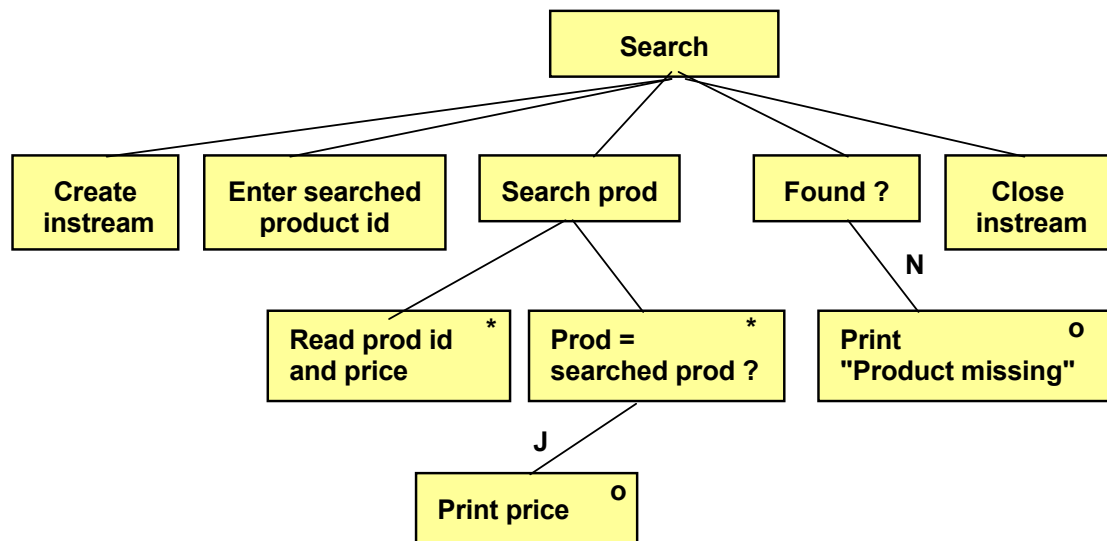 Search
Create
instream
Enter searched
product id
Search prod
Found ?
Close
instream
N
Read prod id *
and price
Prod = *
searched prod ?
Print o
"Product missing"
J
Print price o